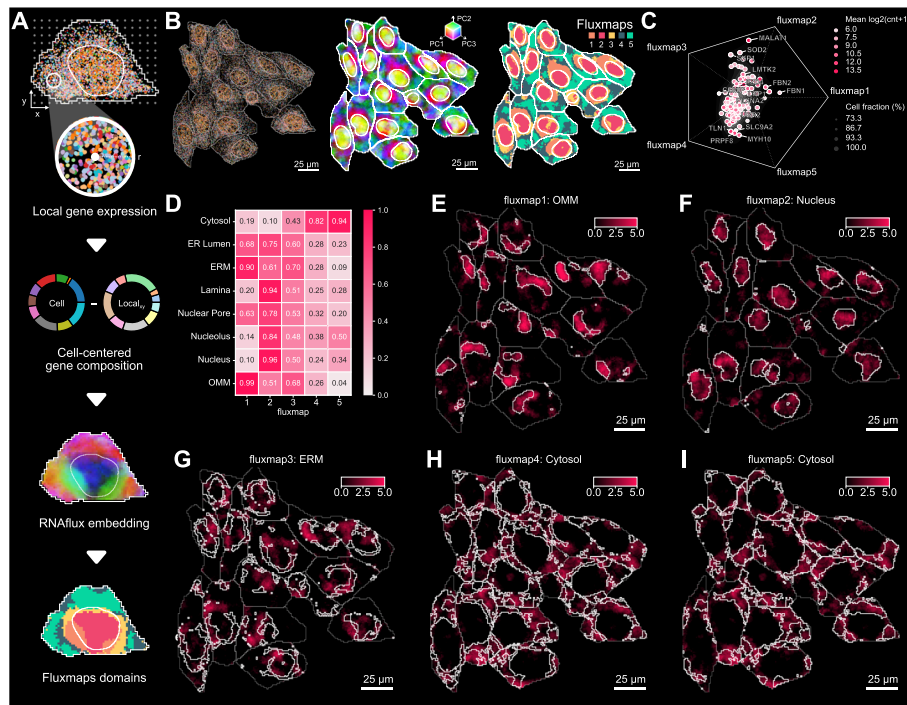 A
y
x
r
Local gene expression
Cell
-
Local xy
Cell-centered
gene composition
RNAflux embedding
Fluxmaps domains
B
25 µm
PC2
PC1
PC3
25 µm
Fluxmaps
1 2 3 4 5
25 µm
C
fluxmap2
fluxmap3
fluxmap1
fluxmap4
fluxmap5
MALAT1
SOD2
LMTK2
FBN2
FBN1
TLN1
SLC9A2
PRPF8
MYH10
Mean log2(cnt+1
6.0
7.5
9.0
10.5
12.0
13.5
Cell fraction (%)
73.3
86.7
93.3
100.0
D
Cytosol 0.19 0.10 0.43 0.82 0.94
ER Lumen 0.68 0.75 0.60 0.28 0.23
ERM 0.90 0.61 0.70 0.28 0.09
Lamina 0.20 0.94 0.51 0.25 0.28
Nuclear Pore 0.63 0.78 0.53 0.32 0.20
Nucleolus 0.14 0.84 0.48 0.38 0.50
Nucleus 0.10 0.96 0.50 0.24 0.34
OMM 0.99 0.51 0.68 0.26 0.04
1 2 3 4 5
fluxmap
1.0
0.8
0.6
0.4
0.2
0.0
E
fluxmap1: OMM
0.0 2.5 5.0
25 µm
F
fluxmap2: Nucleus
0.0 2.5 5.0
25 µm
G
fluxmap3: ERM
0.0 2.5 5.0
25 µm
H
fluxmap4: Cytosol
0.0 2.5 5.0
25 µm
I
fluxmap5: Cytosol
0.0 2.5 5.0
25 µm